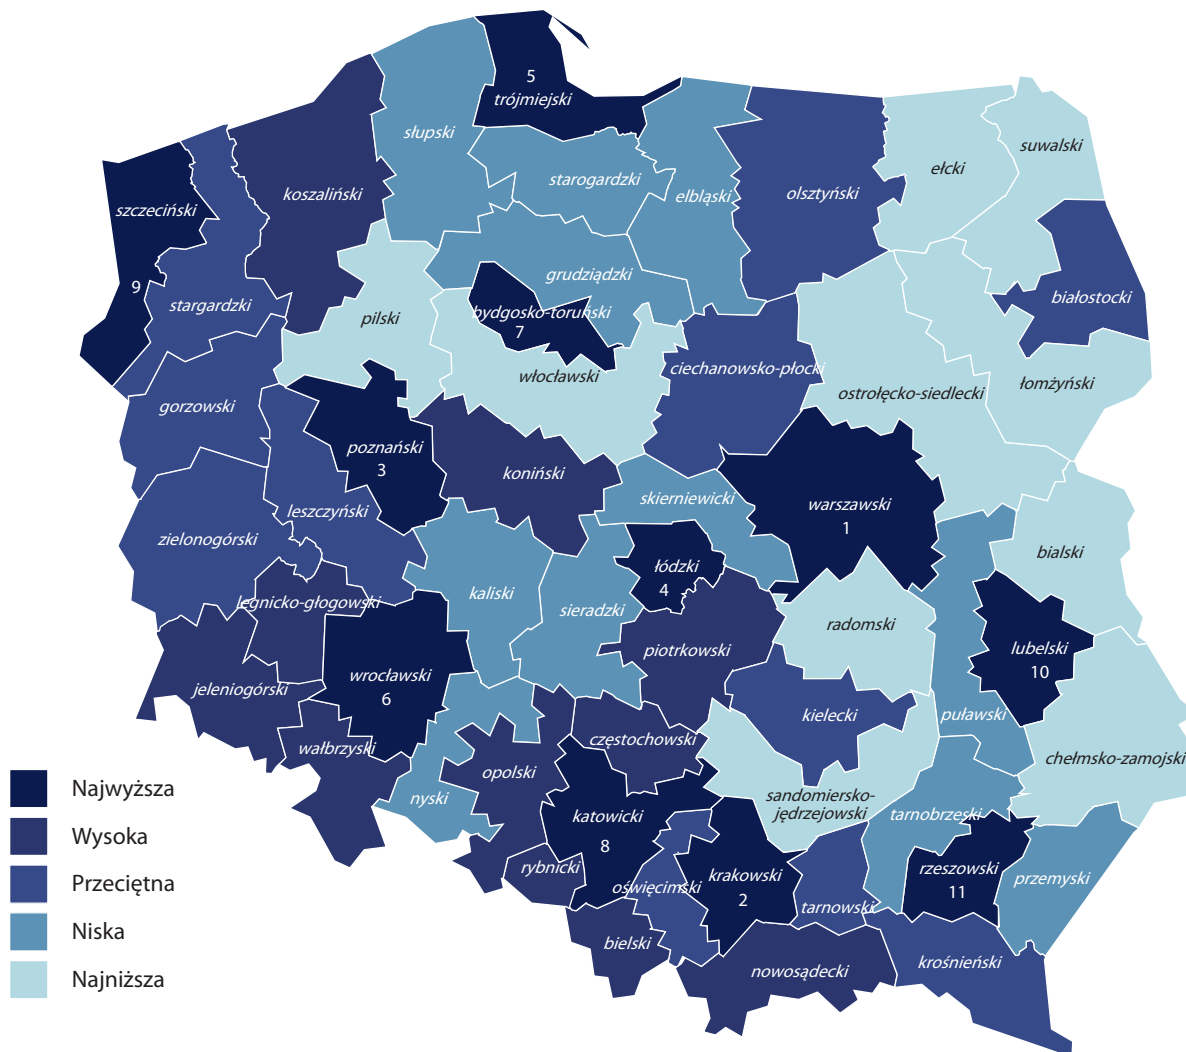 5
trójmiejski
słupski
suwalski
ełcki
starogardzki
koszaliński
elbląski
olsztyński
szczeciński
grudziądzki
9
stargardzki
białostocki
bydgosko-toruński
7
pilski
ciechanowsko-płocki
włocławski
łomżyński
ostrołęcko-siedlecki
gorzowski
poznański
3
koniński
skierniewicki
warszawski
1
leszczyński
zielonogórski
bialski
łódzki
4
kaliski
legnicko-głogowski
sieradzki
radomski
piotrkowski
lubelski
10
wrocławski
6
jeleniogórski
kielecki
puławski
częstochowski
wałbrzyski
chełmsko-zamojski
opolski
nyski
sandomiersko-
jędrzejowski
katowicki
8
tarnobrzeski
rybnicki
rzeszowski
11
oświęcimski
krakowski
2
przemyski
tarnowski
bielski
nowosądecki
krośnieński
Najwyższa
Wysoka
Przeciętna
Niska
Najniższa